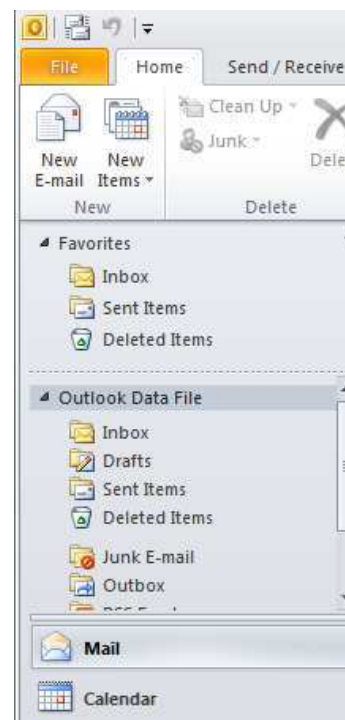 File Home Send / Receive
Clean Up
Junk
New E-mail
New Items
New Delete
Favorites
Inbox
Sent Items
Deleted Items
Outlook Data File
Inbox
Drafts
Sent Items
Deleted Items
Junk E-mail
Outbox
Mail
Calendar